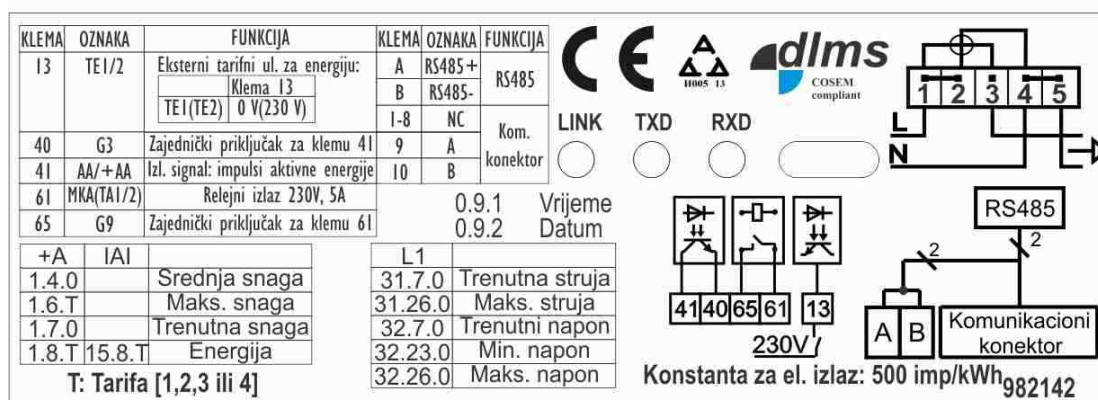 KLEMA OZNAKA FUNKCIJA KLEMA OZNAKA FUNKCIJA
13 TE1/2 Eksterni tarifni ul. za energiju:
Klema 13
TE1(TE2) 0 V(230 V)
A RS485+ RS485
B RS485-
1-8 NC Kom. konektor
40 G3 Zajednički priključak za klemu 41 9 A
41 AA/+AA Izl. signal: impulsi aktivne energije 10 B
61 MKA(TA1/2) Relejni izlaz 230V, 5A
65 G9 Zajednički priključak za klemu 61
0.9.1 Vrijeme
0.9.2 Datum
+A IAI
1.4.0 Srednja snaga
1.6.T Maks. snaga
1.7.0 Trenutna snaga
1.8.T 15.8.T Energija
T: Tarifa [1,2,3 ili 4]
L1
31.7.0 Trenutna struja
31.26.0 Maks. struja
32.7.0 Trenutni napon
32.23.0 Min. napon
32.26.0 Maks. napon
CE
A
A A
H005 13
dlms
COSEM
compliant
LINK TXD RXD
1 2 3 4 5
L
N
41 40 65 61 13
230V
RS485
2 2
A B
Komunikacioni
konektor
Konstanta za el. izlaz: 500 imp/kWh
982142